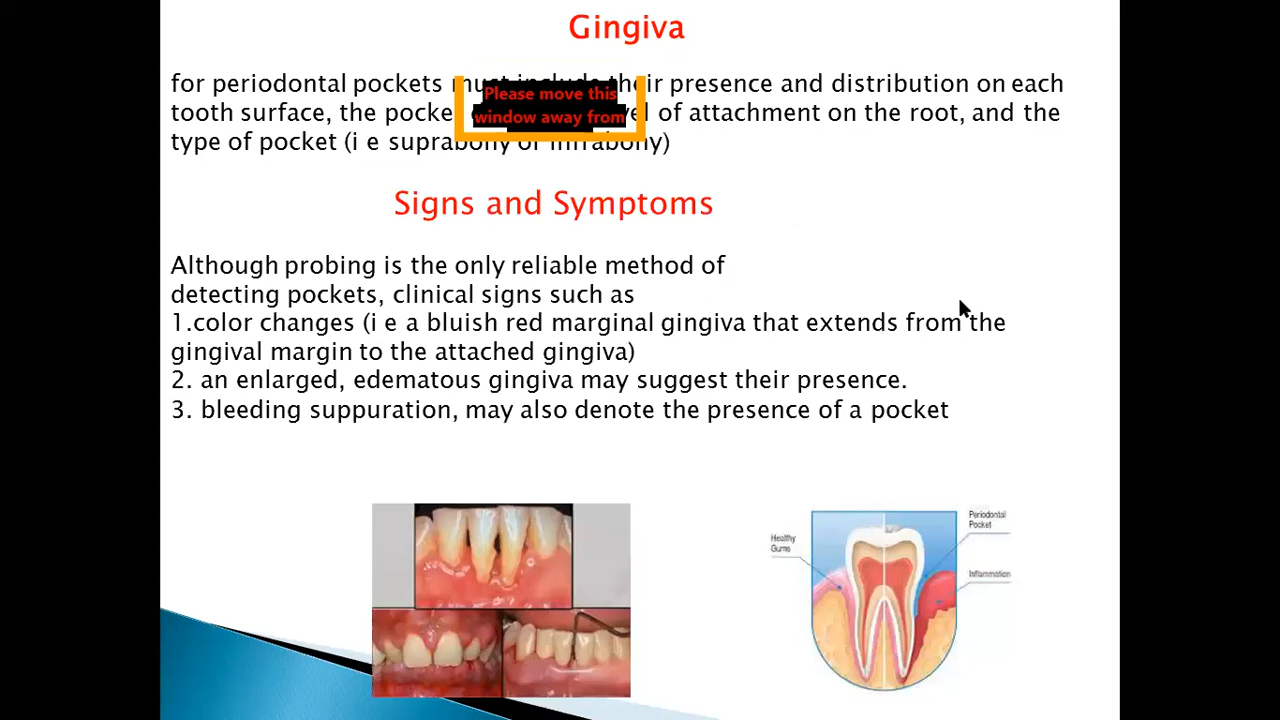 Gingiva
for periodontal pockets must include their presence and distribution on each
tooth surface, the pocket of attachment on the root, and the
type of pocket (i e suprabony or infrabony)
Please move this
window away from
Signs and Symptoms
Although probing is the only reliable method of
detecting pockets, clinical signs such as
1.color changes (i e a bluish red marginal gingiva that extends from the
gingival margin to the attached gingiva)
2. an enlarged, edematous gingiva may suggest their presence.
3. bleeding suppuration, may also denote the presence of a pocket
Healthy
Gums
Periodontal
Pocket
Inflammation